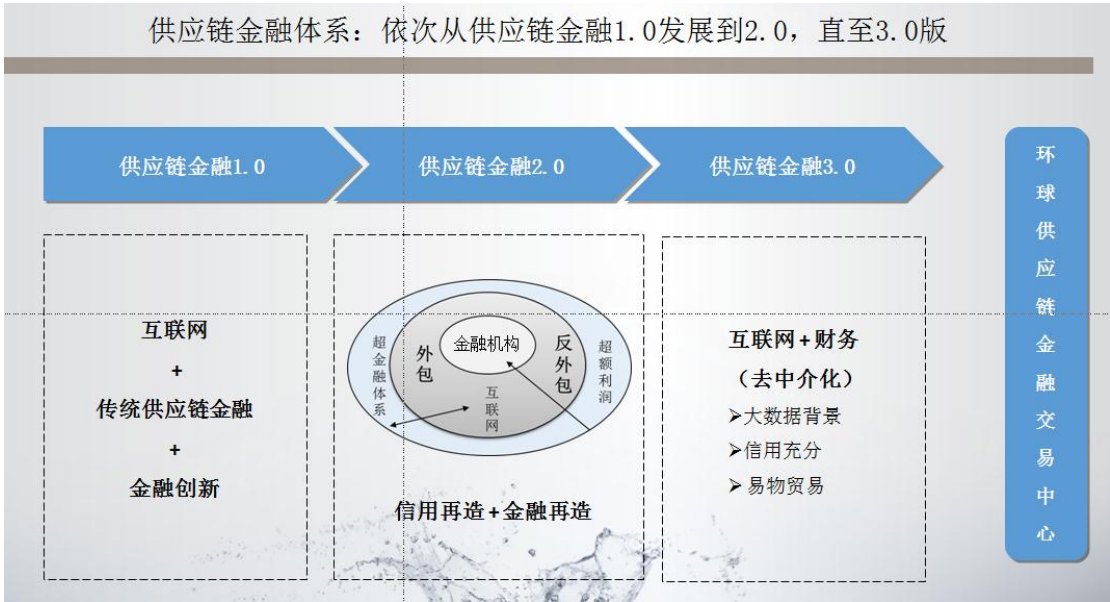 供应链金融体系：依次从供应链金融1.0发展到2.0，直至3.0版
供应链金融1.0
供应链金融2.0
供应链金融3.0
互联网
+
传统供应链金融
+
金融创新
超金融体系
外包
金融机构
互联网
反外包
超额利润
信用再造+金融再造
互联网+财务
（去中介化）
➢大数据背景
➢信用充分
➢易物贸易
环球供应链金融交易中心